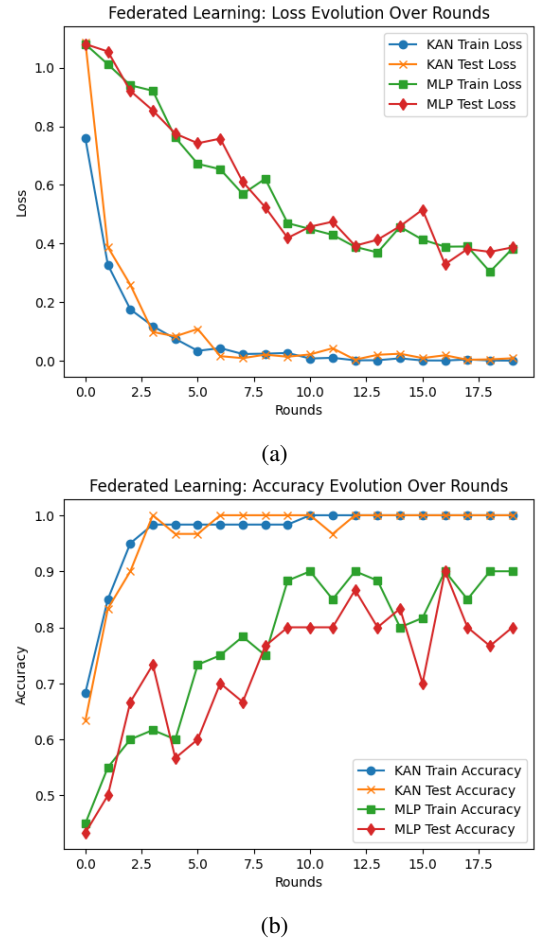 Federated Learning: Loss Evolution Over Rounds
KAN Train Loss
KAN Test Loss
MLP Train Loss
MLP Test Loss
1.0
0.8
0.6
0.4
0.2
0.0
Loss
0.0 2.5 5.0 7.5 10.0 12.5 15.0 17.5
Rounds
(a)
Federated Learning: Accuracy Evolution Over Rounds
1.0
0.9
0.8
0.7
0.6
0.5
Accuracy
KAN Train Accuracy
KAN Test Accuracy
MLP Train Accuracy
MLP Test Accuracy
0.0 2.5 5.0 7.5 10.0 12.5 15.0 17.5
Rounds
(b)